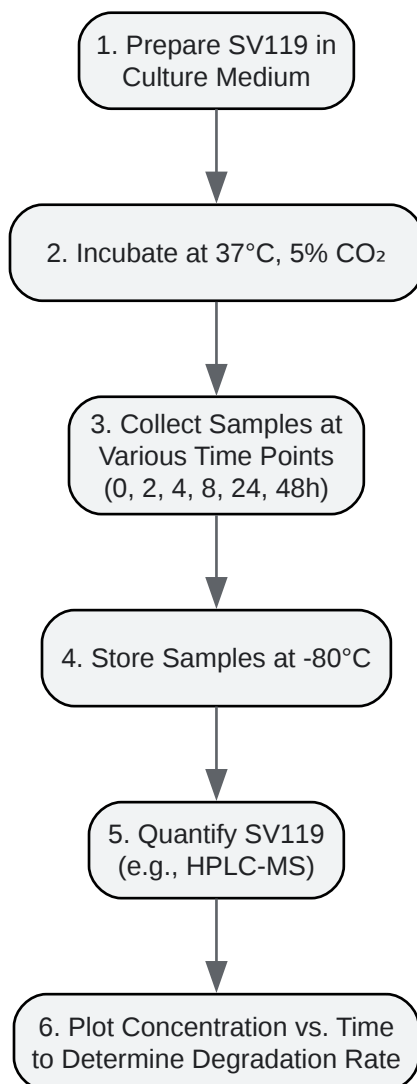 1. Prepare SV119 in
Culture Medium
2. Incubate at 37°C, 5% CO₂
3. Collect Samples at
Various Time Points
(0, 2, 4, 8, 24, 48h)
4. Store Samples at -80°C
5. Quantify SV119
(e.g., HPLC-MS)
6. Plot Concentration vs. Time
to Determine Degradation Rate